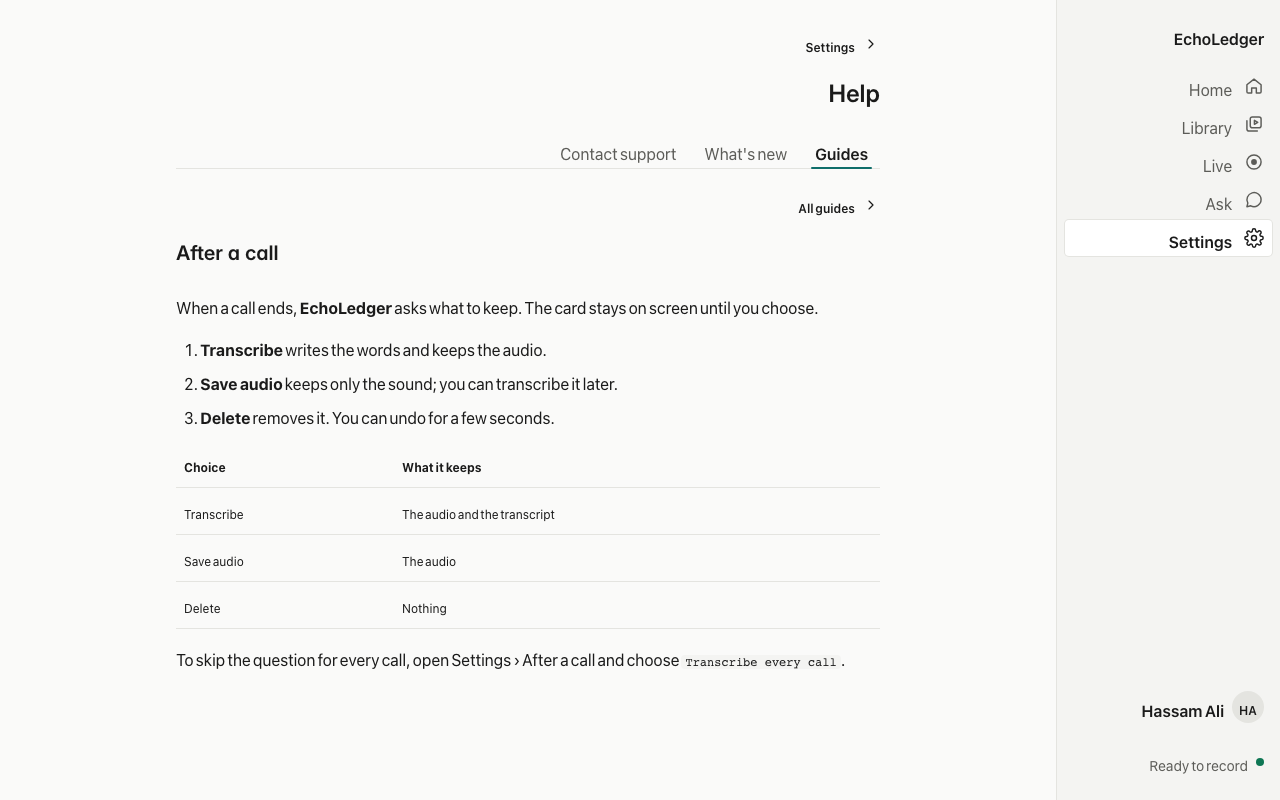 EchoLedger
Home
Library
Live
Ask
Settings
Hassam Ali
HA
Ready to record
Settings
Help
Guides
What's new
Contact support
All guides
After a call
When a call ends, EchoLedger asks what to keep. The card stays on screen until you choose.
1. Transcribe writes the words and keeps the audio.
2. Save audio keeps only the sound; you can transcribe it later.
3. Delete removes it. You can undo for a few seconds.
Choice What it keeps
Transcribe The audio and the transcript
Save audio The audio
Delete Nothing
To skip the question for every call, open Settings › After a call and choose Transcribe every call.